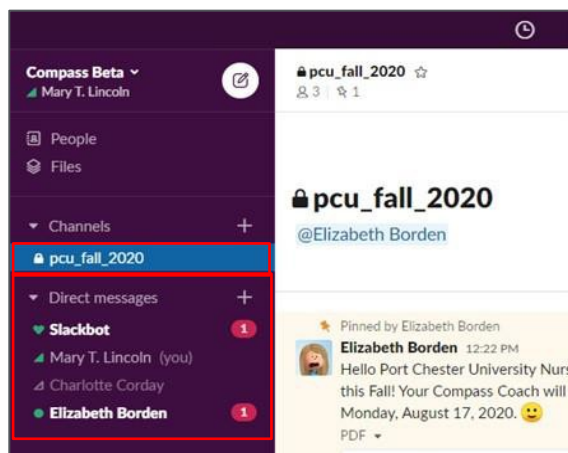 Compass Beta
Mary T. Lincoln
People
Files
Channels
pcu_fall_2020
Direct messages
Slackbot 1
Mary T. Lincoln (you)
Charlotte Corday
Elizabeth Borden 1
pcu_fall_2020
3 | 1
pcu_fall_2020
@Elizabeth Borden
Pinned by Elizabeth Borden
Elizabeth Borden 12:22 PM
Hello Port Chester University Nurs
this Fall! Your Compass Coach will
Monday, August 17, 2020. 🙂
PDF